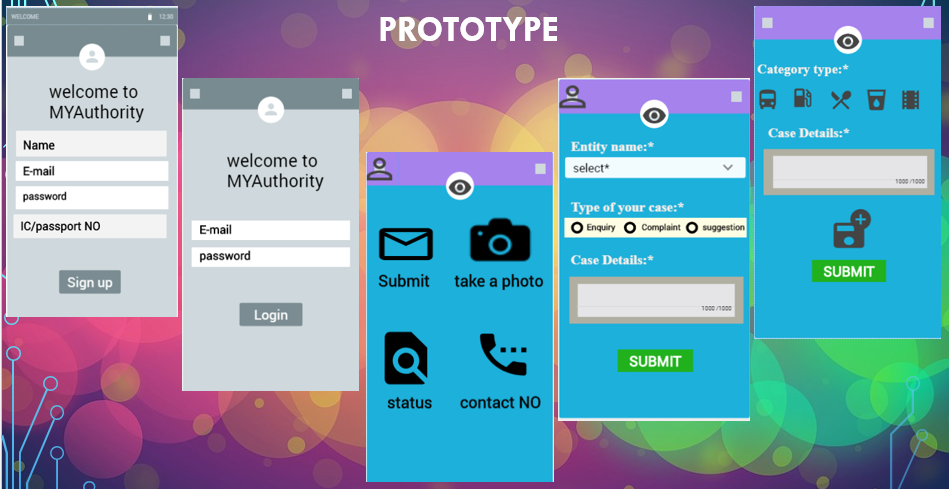 PROTOTYPE
WELCOME
12:30
welcome to
MYAuthority
Name
E-mail
password
IC/passport NO
Sign up
welcome to
MYAuthority
E-mail
password
Login
Submit
take a photo
status
contact NO
Entity name:*
select*
Type of your case:*
Enquiry Complaint suggestion
Case Details:*
1000 /1000
SUBMIT
Category type:*
Case Details:*
1000 /1000
SUBMIT